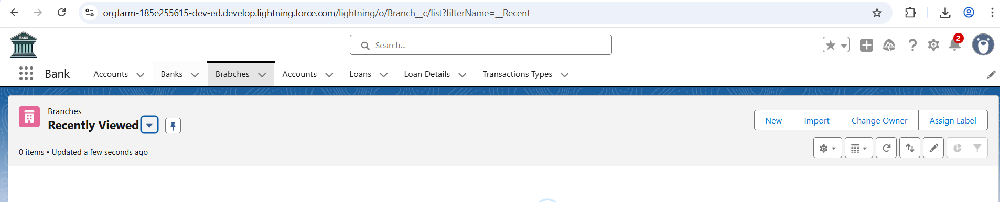 orgfarm-185e255615-dev-ed.develop.lightning.force.com/lightning/o/Branch__c/list?filterName=__Recent
BANK
Search...
2
Bank Accounts Banks Brabches Accounts Loans Loan Details Transactions Types
Branches
Recently Viewed
New Import Change Owner Assign Label
0 items • Updated a few seconds ago